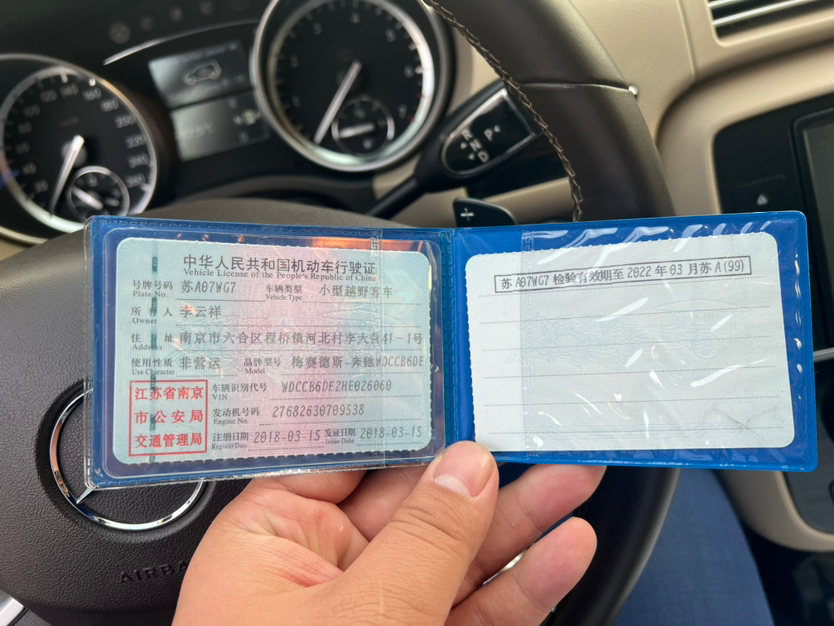 中华人民共和国机动车行驶证
Vehicle License of the People's Republic of China
号牌号码 苏A07WG7 车辆类型 小型越野客车
Plate No. Vehicle Type
所有人 李云祥
Owner
住址 南京市六合区程桥镇河北村李大点41-1号
Address
使用性质 非营运 品牌型号 梅赛德斯-奔驰WDCCB6DE
Use Character Model
江苏省南京
市公安局
交通管理局
车辆识别代号 WDCCB6DE2HE026060
VIN
发动机号码 27682630709538
Engine No.
注册日期 2018-03-15 发证日期 2018-03-15
Register Date Issue Date
苏A07WG7 检验有效期至 2022年03月苏A(99)
R N D P
AIRBA